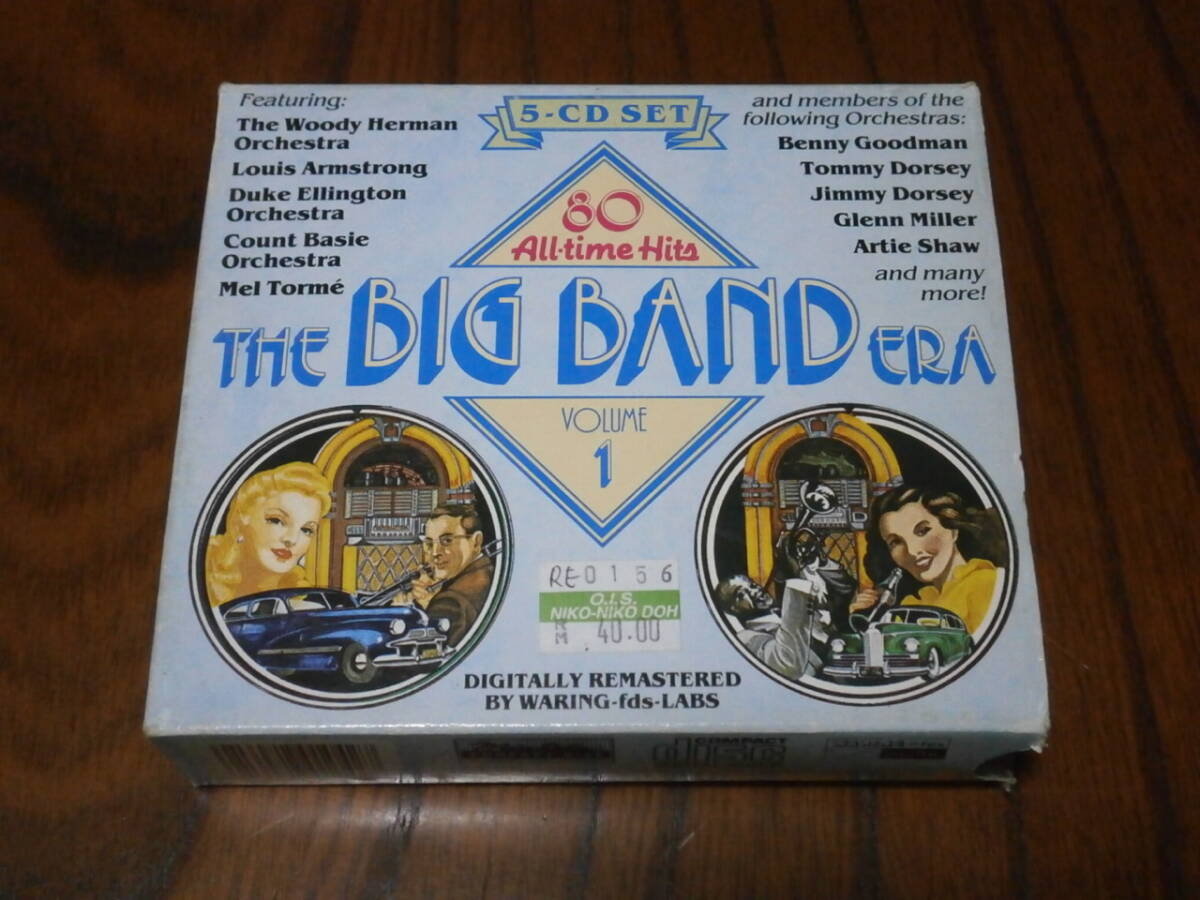 Featuring:
The Woody Herman
Orchestra
Louis Armstrong
Duke Ellington
Orchestra
Count Basie
Orchestra
Mel Tormé
5-CD SET
80
All-time Hits
and members of the
following Orchestras:
Benny Goodman
Tommy Dorsey
Jimmy Dorsey
Glenn Miller
Artie Shaw
and many
more!
THE BIG BAND ERA
VOLUME
1
RE0156
O.I.S.
NIKO-NIKO DOH
RM 40.00
DIGITALLY REMASTERED
BY WARING-fds-LABS
COMPACT